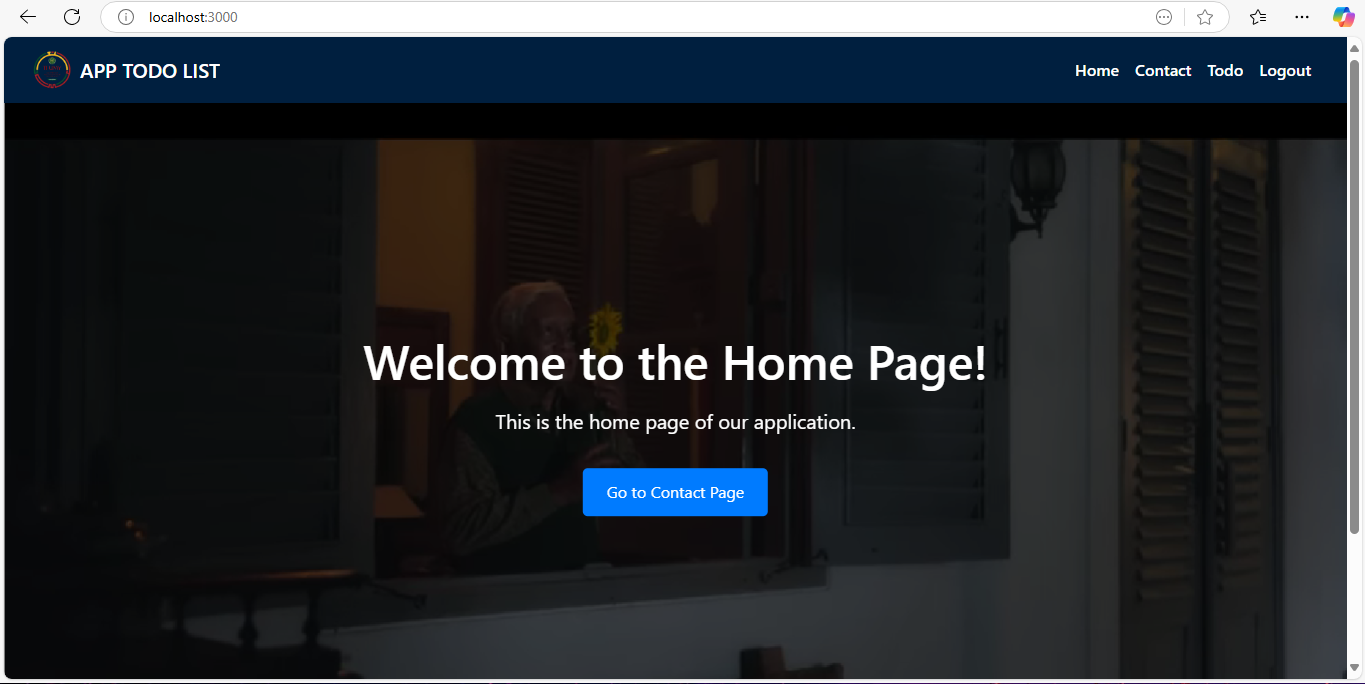 localhost:3000
APP TODO LIST
Home Contact Todo Logout
Welcome to the Home Page!
This is the home page of our application.
Go to Contact Page